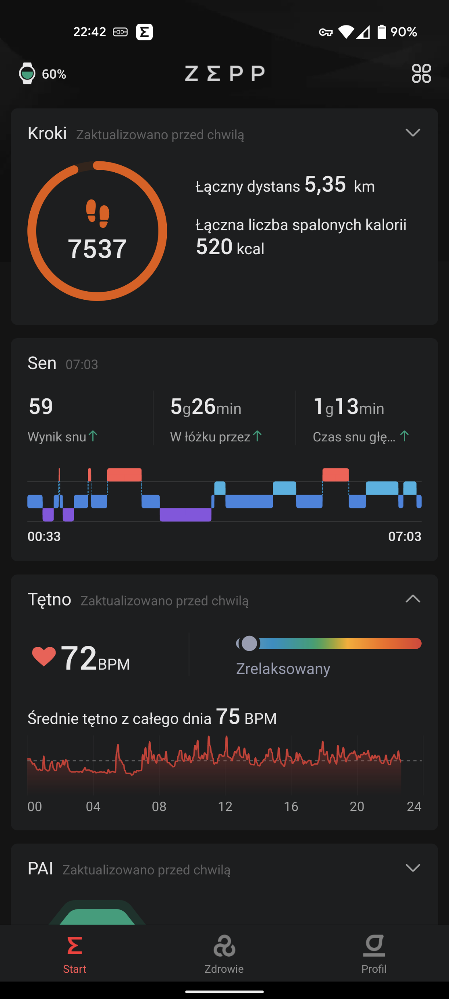 22:42
90%
60%
ZEPP
Kroki Zaktualizowano przed chwilą
7537
Łączny dystans 5,35 km
Łączna liczba spalonych kalorii
520 kcal
Sen 07:03
59 5g26min 1g13min
Wynik snu W łóżku przez Czas snu głę...
00:33 07:03
Tętno Zaktualizowano przed chwilą
72BPM
Zrelaksowany
Średnie tętno z całego dnia 75 BPM
00 04 08 12 16 20 24
PAI Zaktualizowano przed chwilą
Start Zdrowie Profil